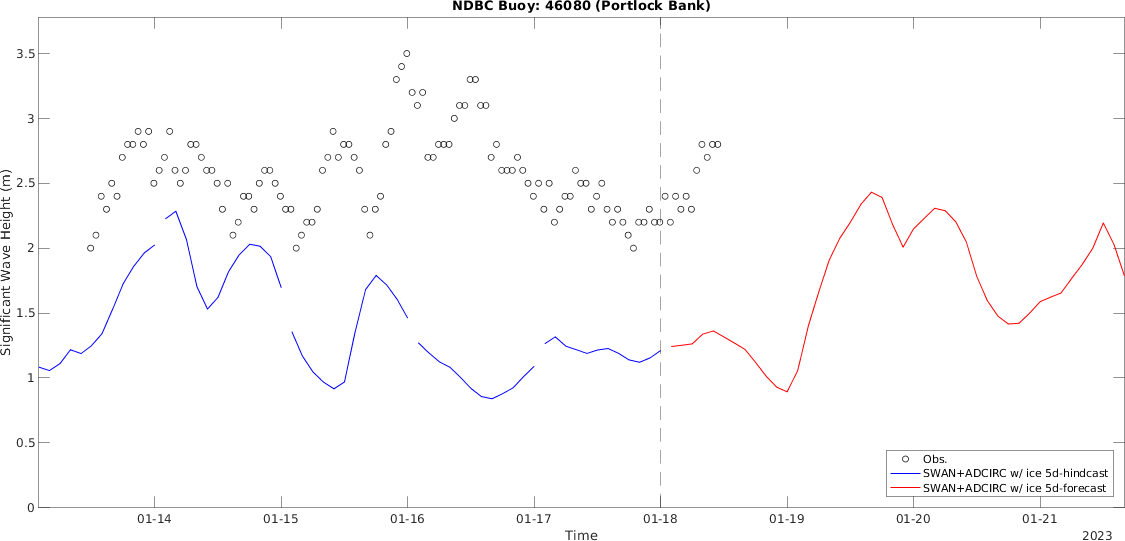 NDBC Buoy: 46080 (Portlock Bank)
Significant Wave Height (m)
3.5
3
2.5
2
1.5
1
0.5
0
Obs.
SWAN+ADCIRC w/ ice 5d-hindcast
SWAN+ADCIRC w/ ice 5d-forecast
01-14 01-15 01-16 01-17 01-18 01-19 01-20 01-21
Time
2023